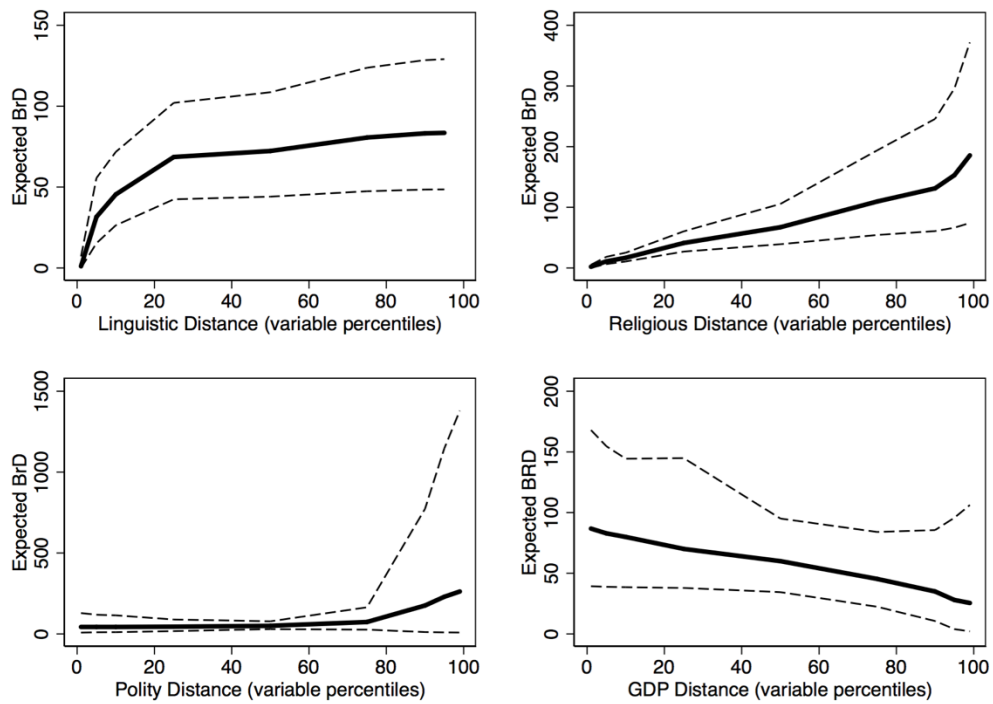 Expected BrD
150
100
50
0
0 20 40 60 80 100
Linguistic Distance (variable percentiles)
Expected BrD
400
300
200
100
0
0 20 40 60 80 100
Religious Distance (variable percentiles)
Expected BrD
1500
1000
500
0
0 20 40 60 80 100
Polity Distance (variable percentiles)
Expected BRD
200
150
100
50
0
0 20 40 60 80 100
GDP Distance (variable percentiles)